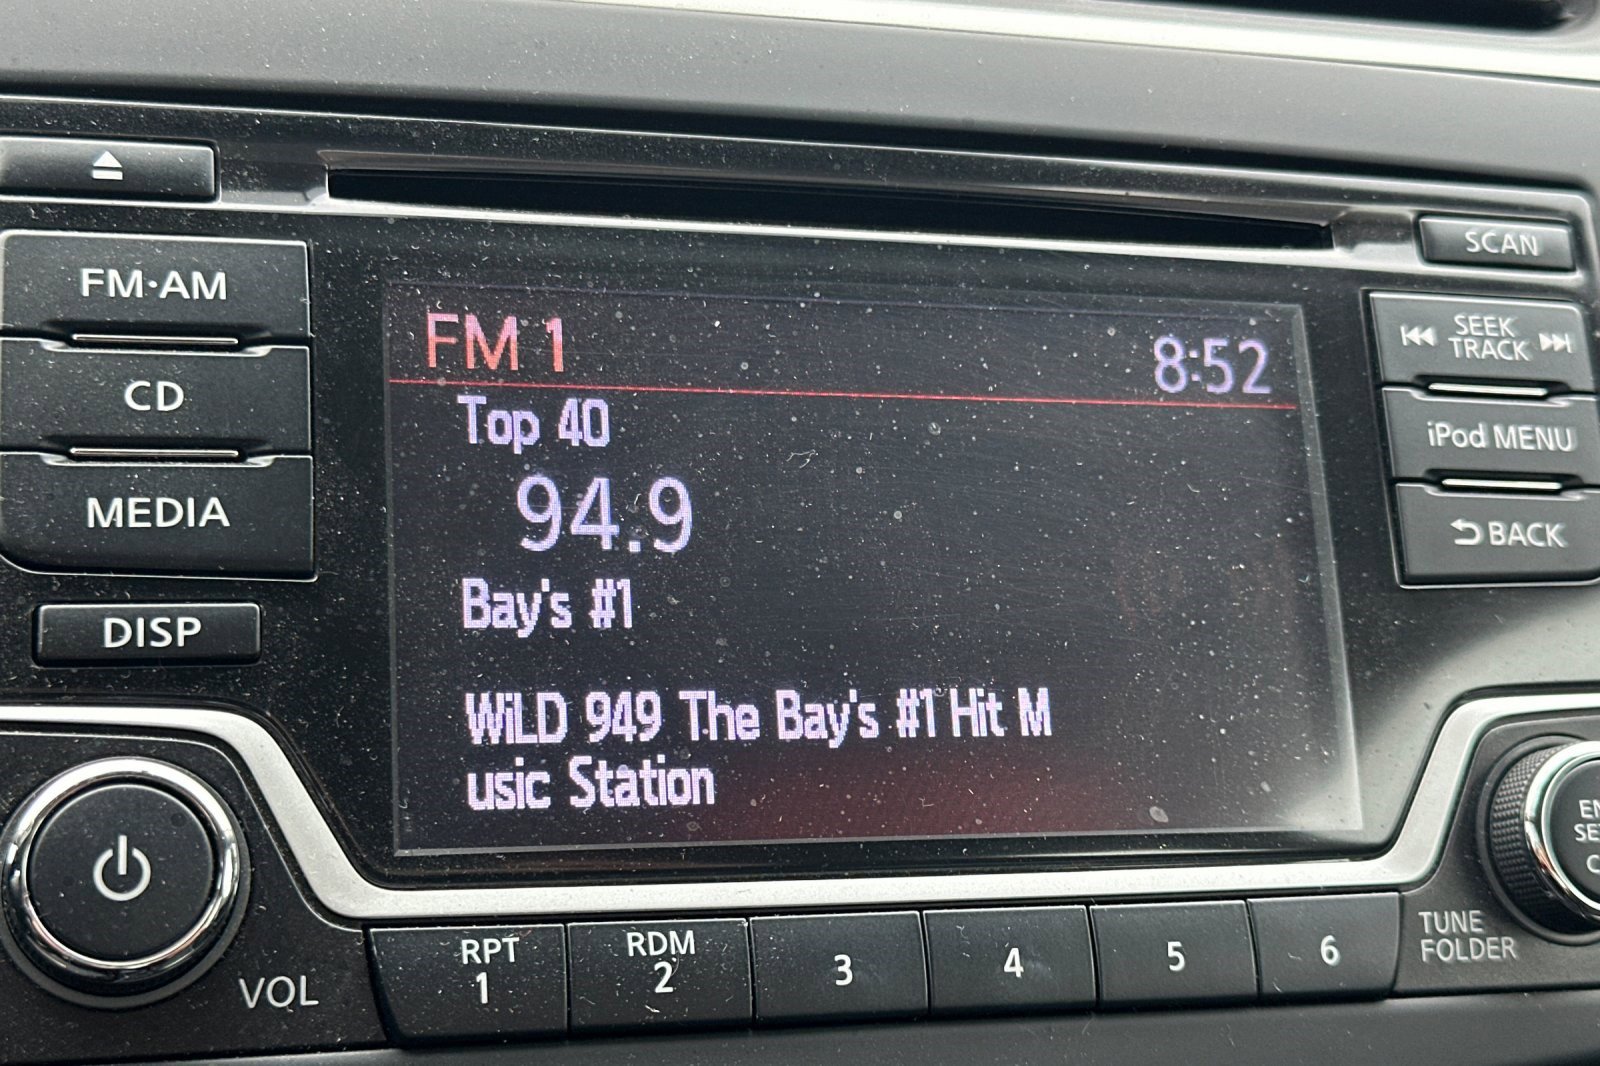 SCAN
FM·AM
SEEK
TRACK
FM 1
8:52
CD
Top 40
iPod MENU
94.9
MEDIA
BACK
Bay's #1
DISP
WiLD 949 The Bay's #1 Hit M
usic Station
VOL
RPT
1
RDM
2
3
4
5
6
TUNE
FOLDER